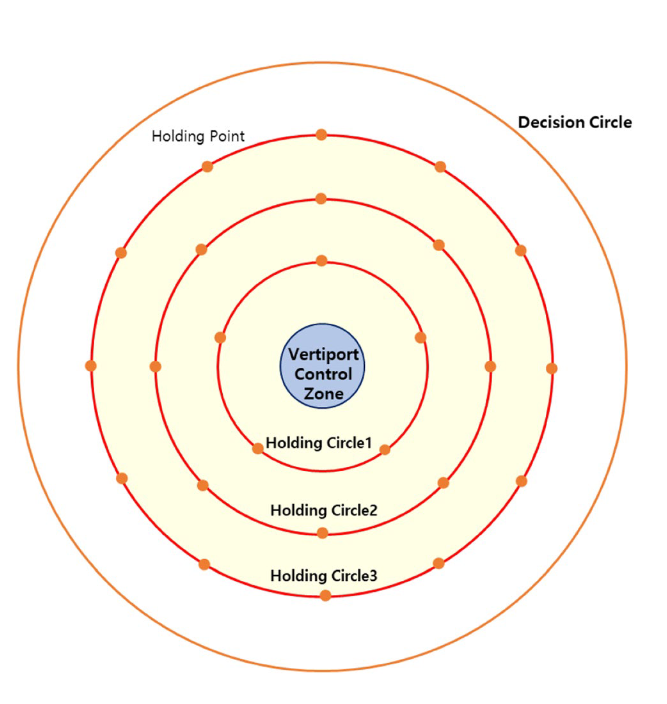 Decision Circle
Holding Point
Vertiport
Control
Zone
Holding Circle1
Holding Circle2
Holding Circle3